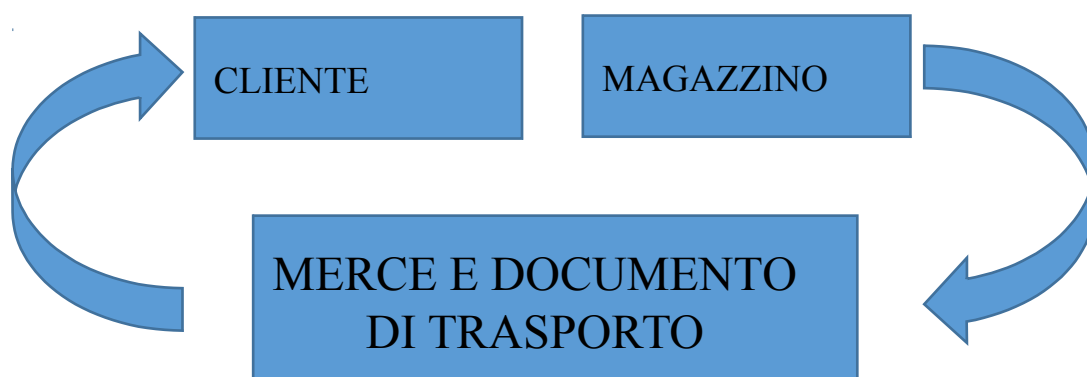 CLIENTE
MAGAZZINO
MERCE E DOCUMENTO
DI TRASPORTO